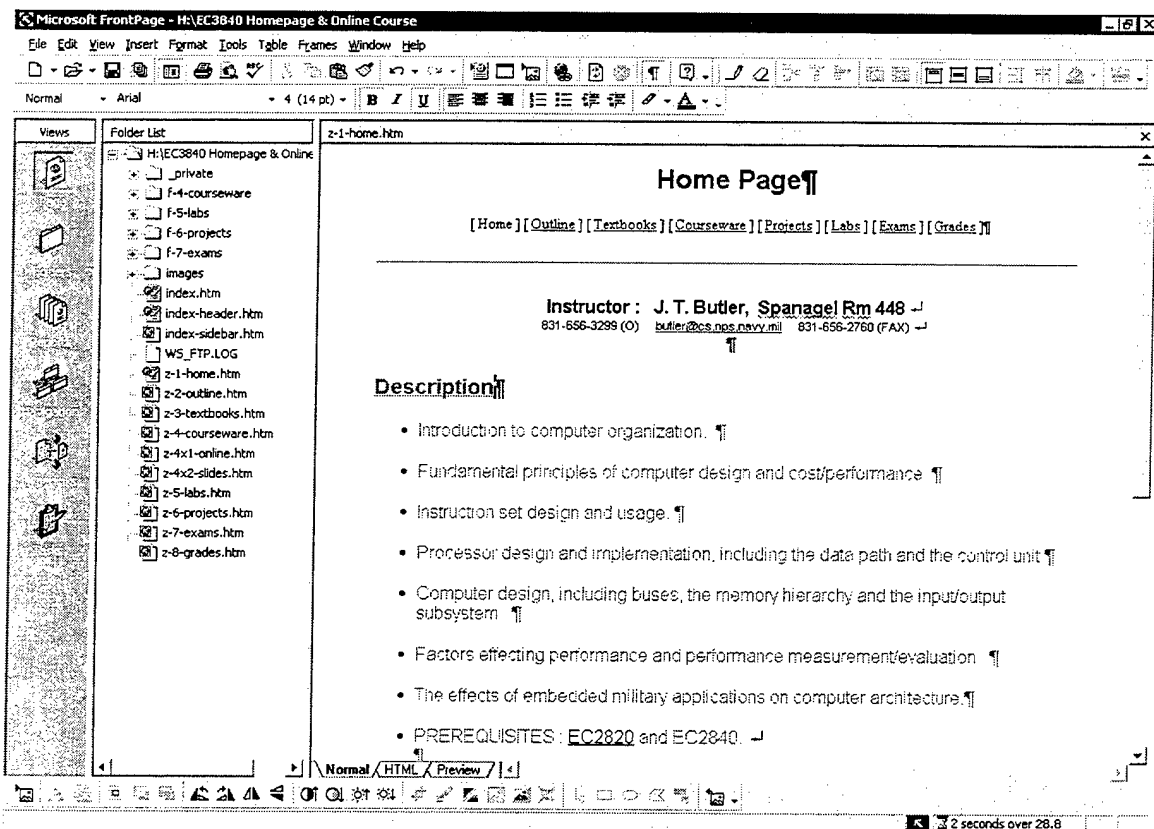 Microsoft FrontPage - H:\EC3840 Homepage & Online Course
File Edit View Insert Format Tools Table Frames Window Help
Normal Arial 4 (14 pt) B I U A
Views
Folder List
z-1-home.htm
H:\EC3840 Homepage & Online
_private
f-4-courseware
f-5-labs
f-6-projects
f-7-exams
images
index.htm
index-header.htm
index-sidebar.htm
WS_FTP.LOG
z-1-home.htm
z-2-outline.htm
z-3-textbooks.htm
z-4-courseware.htm
z-4x1-online.htm
z-4x2-slides.htm
z-5-labs.htm
z-6-projects.htm
z-7-exams.htm
z-8-grades.htm
Home Page¶
[ Home ] [ Outline ] [ Textbooks ] [ Courseware ] [ Projects ] [ Labs ] [ Exams ] [ Grades ]¶
Instructor : J. T. Butler, Spanagel Rm 448 ↵
831-656-3299 (O) butler@cs.nps.navy.mil 831-656-2760 (FAX) ↵
¶
Description¶
• Introduction to computer organization. ¶
• Fundamental principles of computer design and cost/performance ¶
• Instruction set design and usage. ¶
• Processor design and implementation, including the data path and the control unit ¶
• Computer design, including buses, the memory hierarchy and the input/output
subsystem ¶
• Factors effecting performance and performance measurement/evaluation ¶
• The effects of embedded military applications on computer architecture.¶
• PREREQUISITES : EC2820 and EC2840. ↵
¶
Normal HTML Preview
2 seconds over 28.8